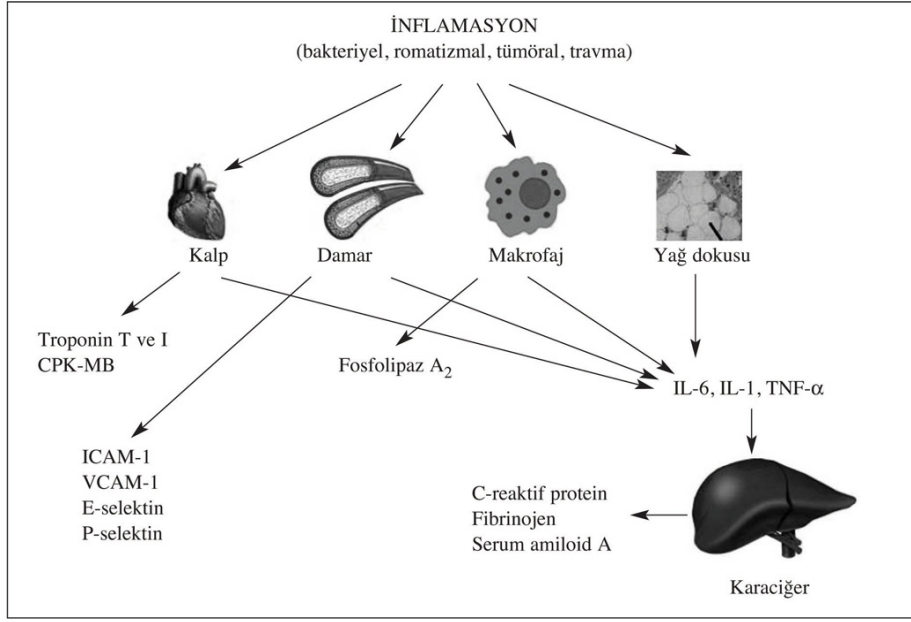 İNFLAMASYON
(bakteriyel, romatizmal, tümöral, travma)
Kalp
Damar
Makrofaj
Yağ dokusu
Troponin T ve I
CPK-MB
Fosfolipaz A₂
IL-6, IL-1, TNF-α
ICAM-1
VCAM-1
E-selektin
P-selektin
C-reaktif protein
Fibrinojen
Serum amiloid A
Karaciğer